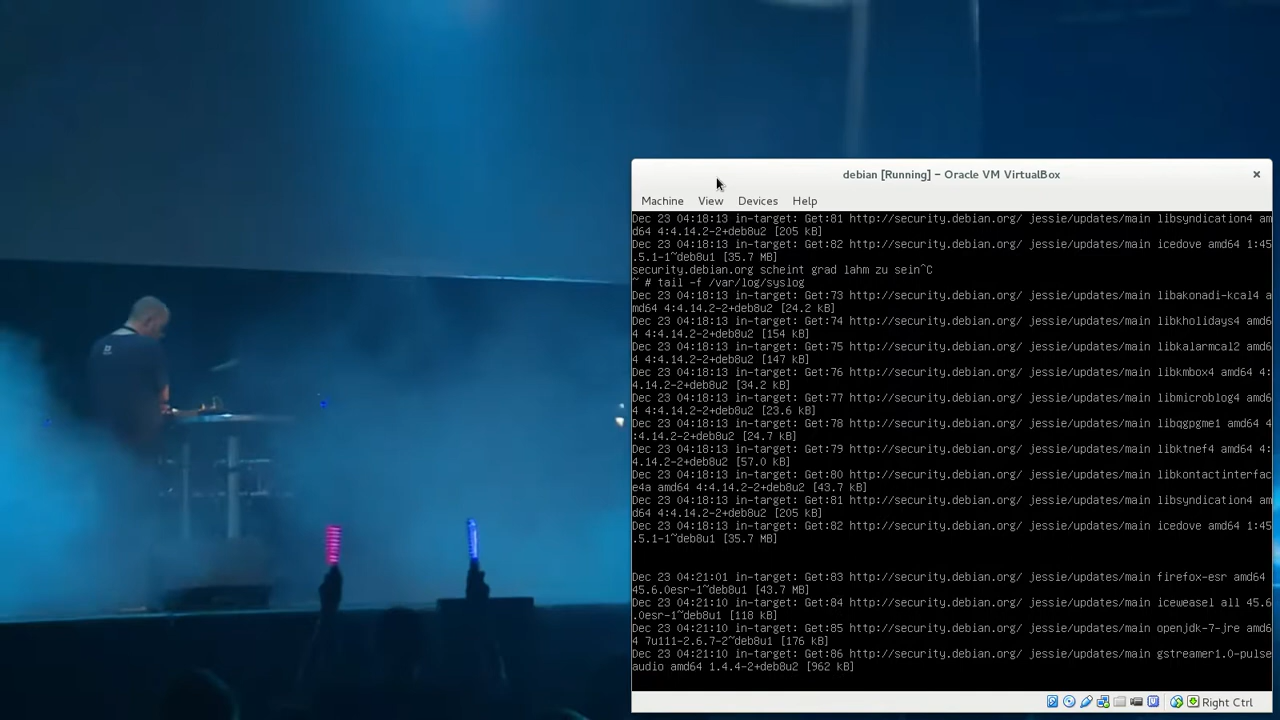 debian [Running] - Oracle VM VirtualBox
Machine View Devices Help
Dec 23 04:18:13 in-target: Get:81 http://security.debian.org/ jessie/updates/main libsyndication4 am
d64 4:4.14.2-2+deb8u2 [205 kB]
Dec 23 04:18:13 in-target: Get:82 http://security.debian.org/ jessie/updates/main icedove amd64 1:45
.5.1-1~deb8u1 [35.7 MB]
security.debian.org scheint grad lahm zu sein^C
~ # tail -f /var/log/syslog
Dec 23 04:18:13 in-target: Get:73 http://security.debian.org/ jessie/updates/main libakonadi-kcal4 a
md64 4:4.14.2-2+deb8u2 [24.2 kB]
Dec 23 04:18:13 in-target: Get:74 http://security.debian.org/ jessie/updates/main libkholidays4 amd6
4 4:4.14.2-2+deb8u2 [154 kB]
Dec 23 04:18:13 in-target: Get:75 http://security.debian.org/ jessie/updates/main libkalarmcal2 amd6
4 4:4.14.2-2+deb8u2 [147 kB]
Dec 23 04:18:13 in-target: Get:76 http://security.debian.org/ jessie/updates/main libkmbox4 amd64 4:
4.14.2-2+deb8u2 [34.2 kB]
Dec 23 04:18:13 in-target: Get:77 http://security.debian.org/ jessie/updates/main libmicroblog4 amd6
4 4:4.14.2-2+deb8u2 [23.6 kB]
Dec 23 04:18:13 in-target: Get:78 http://security.debian.org/ jessie/updates/main libqgpgme1 amd64 4
:4.14.2-2+deb8u2 [24.7 kB]
Dec 23 04:18:13 in-target: Get:79 http://security.debian.org/ jessie/updates/main libktnef4 amd64 4:
4.14.2-2+deb8u2 [57.0 kB]
Dec 23 04:18:13 in-target: Get:80 http://security.debian.org/ jessie/updates/main libkontactinterfac
e4a amd64 4:4.14.2-2+deb8u2 [43.7 kB]
Dec 23 04:18:13 in-target: Get:81 http://security.debian.org/ jessie/updates/main libsyndication4 am
d64 4:4.14.2-2+deb8u2 [205 kB]
Dec 23 04:18:13 in-target: Get:82 http://security.debian.org/ jessie/updates/main icedove amd64 1:45
.5.1-1~deb8u1 [35.7 MB]
Dec 23 04:21:01 in-target: Get:83 http://security.debian.org/ jessie/updates/main firefox-esr amd64
45.6.0esr-1~deb8u1 [43.7 MB]
Dec 23 04:21:10 in-target: Get:84 http://security.debian.org/ jessie/updates/main iceweasel all 45.6
.0esr-1~deb8u1 [118 kB]
Dec 23 04:21:10 in-target: Get:85 http://security.debian.org/ jessie/updates/main openjdk-7-jre amd6
4 7u111-2.6.7-2~deb8u1 [176 kB]
Dec 23 04:21:10 in-target: Get:86 http://security.debian.org/ jessie/updates/main gstreamer1.0-pulse
audio amd64 1.4.4-2+deb8u2 [962 kB]
Right Ctrl